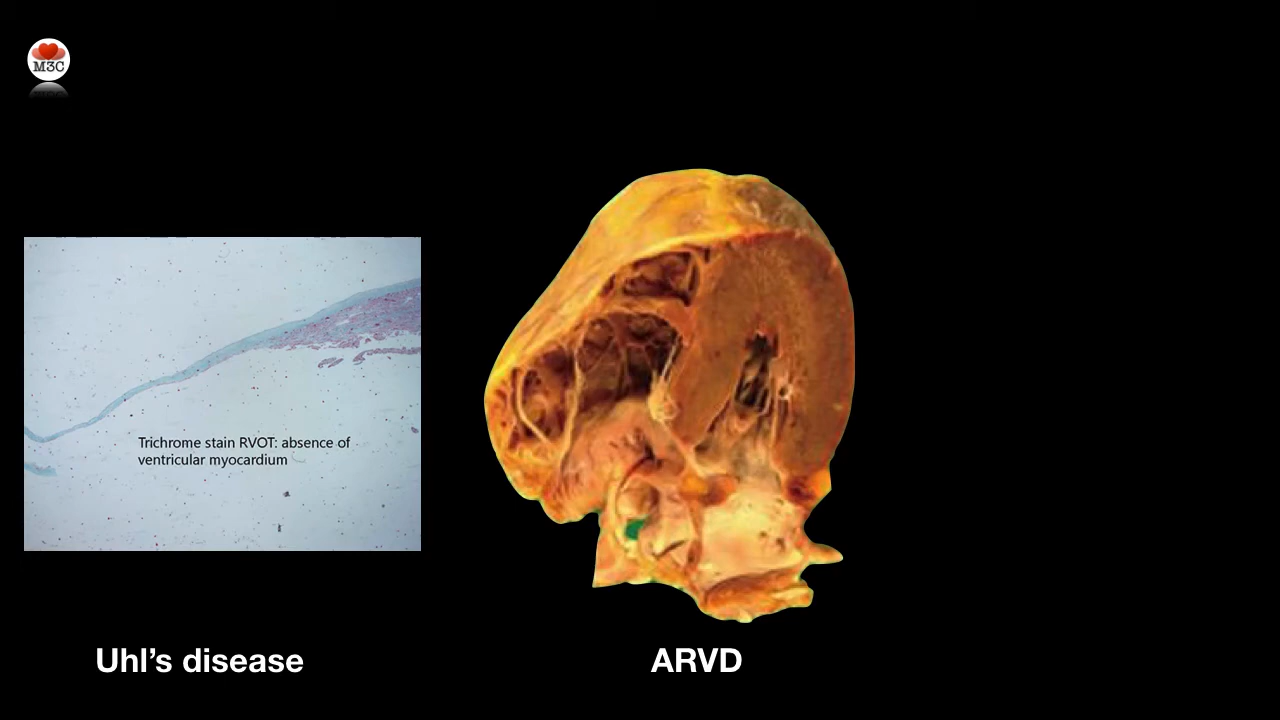 M3C
Trichrome stain RVOT: absence of
ventricular myocardium
Uhl's disease
ARVD